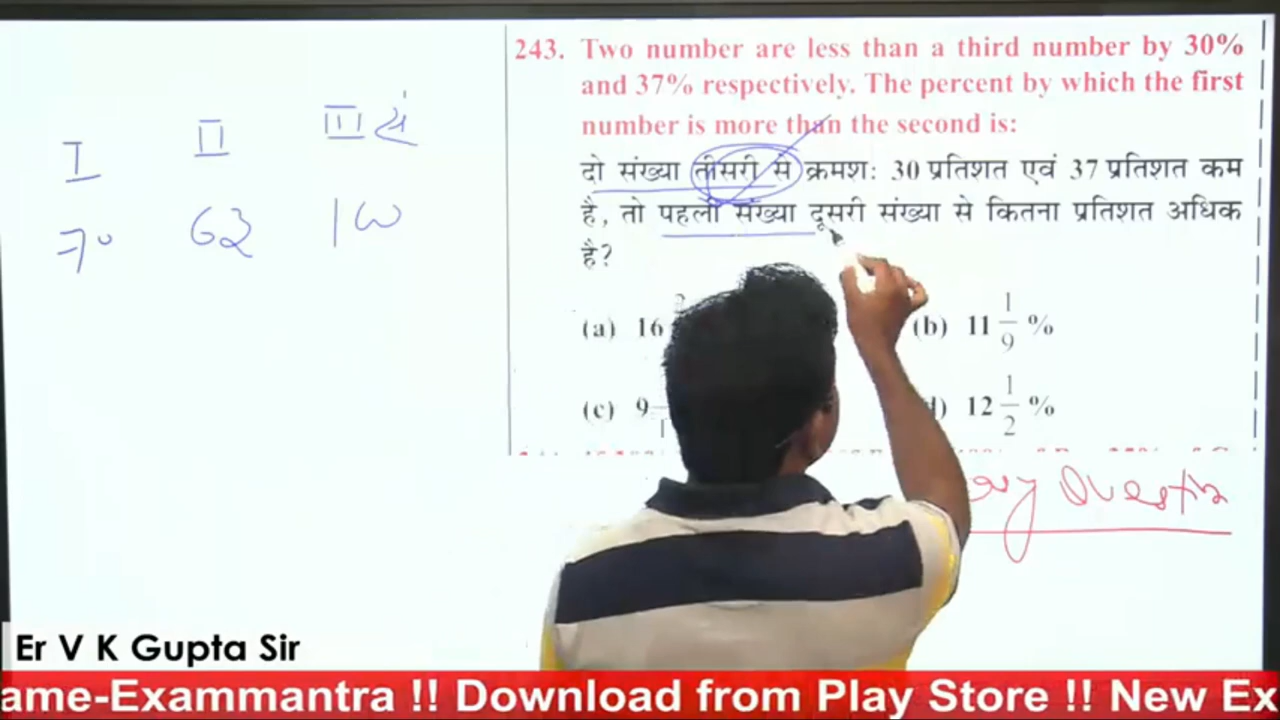 243. Two number are less than a third number by 30%
and 37% respectively. The percent by which the first
number is more than the second is:
दो संख्या तीसरी से क्रमशः 30 प्रतिशत एवं 37 प्रतिशत कम
है, तो पहली संख्या दूसरी संख्या से कितना प्रतिशत अधिक
है?
(a) 16
(b) 11 1/9 %
(c) 9
12 1/2 %
I II III से
70 63 100
Er V K Gupta Sir
ame-Exammantra !! Download from Play Store !! New Ex